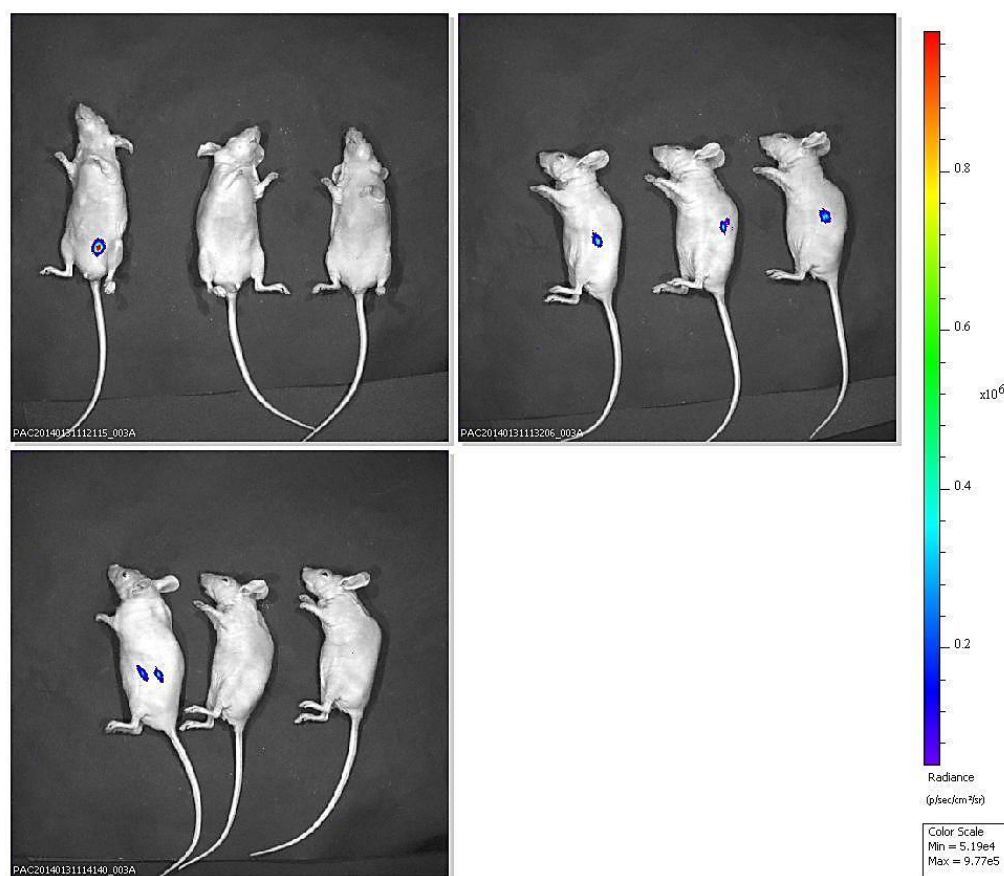 PAC20140131112115_003A
PAC20140131113206_003A
PAC20140131114140_003A
0.8
0.6
x10⁶
0.4
0.2
Radiance
(p/sec/cm²/sr)
Color Scale
Min = 5.19e4
Max = 9.77e5